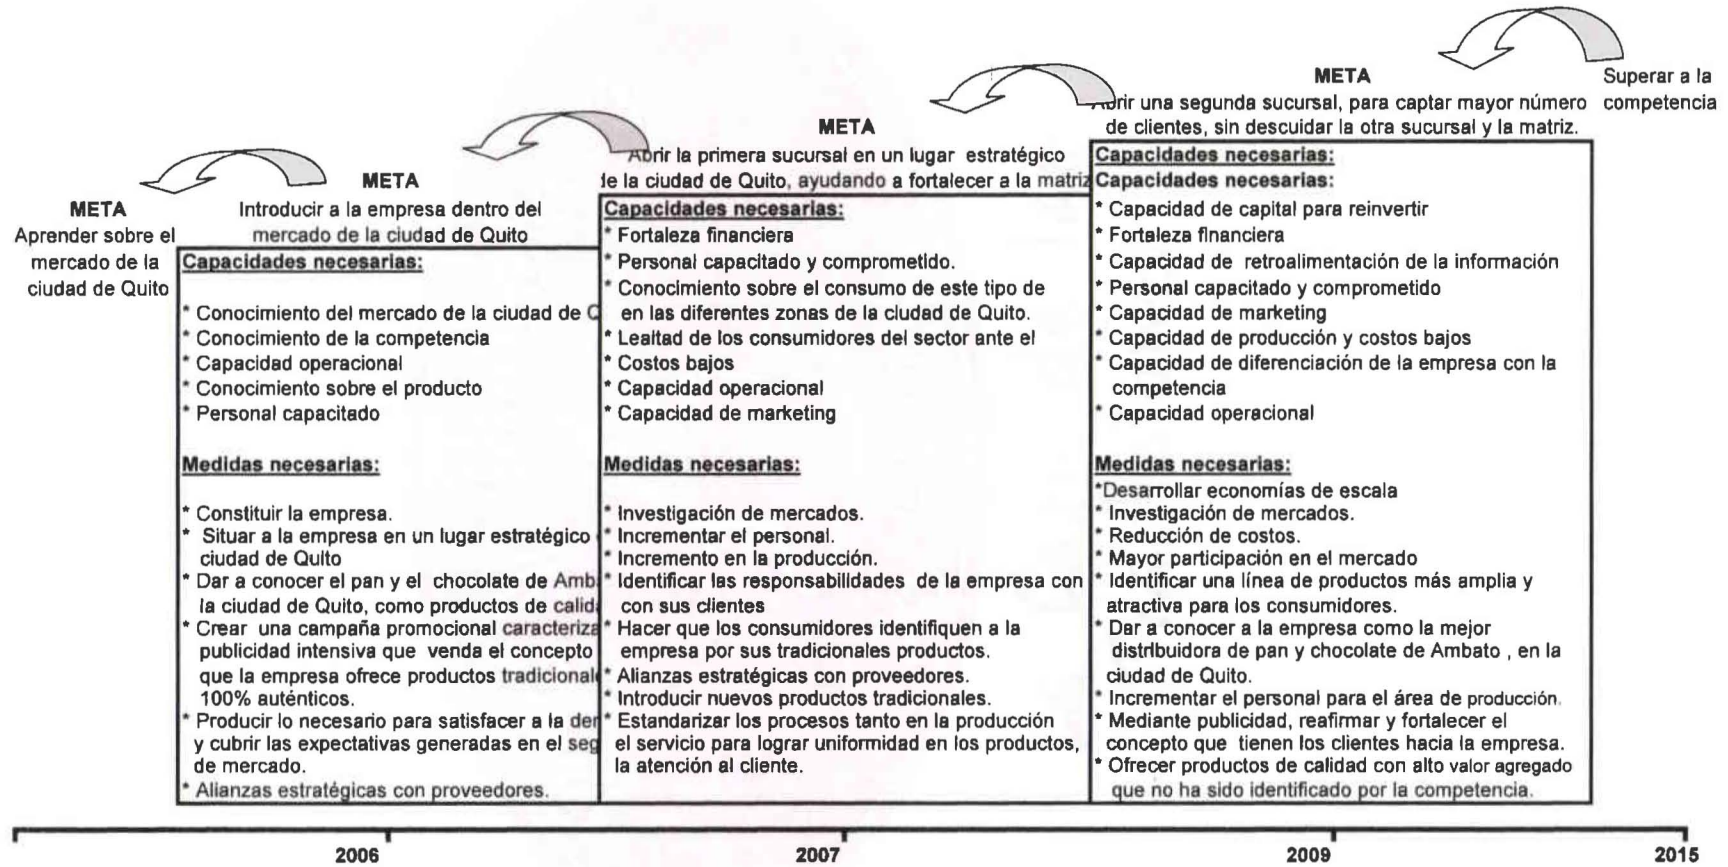 META
Aprender sobre el
mercado de la
ciudad de Quito
META
Introducir a la empresa dentro del
mercado de la ciudad de Quito
Capacidades necesarias:
* Conocimiento del mercado de la ciudad de Q
* Conocimiento de la competencia
* Capacidad operacional
* Conocimiento sobre el producto
* Personal capacitado
Medidas necesarias:
* Constituir la empresa.
* Situar a la empresa en un lugar estratégico
ciudad de Quito
* Dar a conocer el pan y el chocolate de Amb
la ciudad de Quito, como productos de calid
* Crear una campaña promocional caracteriza
publicidad intensiva que venda el concepto
que la empresa ofrece productos tradicional
100% auténticos.
* Producir lo necesario para satisfacer a la der
y cubrir las expectativas generadas en el seg
de mercado.
* Alianzas estratégicas con proveedores.
META
Abrir la primera sucursal en un lugar estratégico
de la ciudad de Quito, ayudando a fortalecer a la matriz
Capacidades necesarias:
* Fortaleza financiera
* Personal capacitado y comprometido.
* Conocimiento sobre el consumo de este tipo de
en las diferentes zonas de la ciudad de Quito.
* Lealtad de los consumidores del sector ante el
* Costos bajos
* Capacidad operacional
* Capacidad de marketing
Medidas necesarias:
* Investigación de mercados.
* Incrementar el personal.
* Incremento en la producción.
* Identificar las responsabilidades de la empresa con
con sus clientes
* Hacer que los consumidores identifiquen a la
empresa por sus tradicionales productos.
* Alianzas estratégicas con proveedores.
* Introducir nuevos productos tradicionales.
* Estandarizar los procesos tanto en la producción
el servicio para lograr uniformidad en los productos,
la atención al cliente.
META
Abrir una segunda sucursal, para captar mayor número
de clientes, sin descuidar la otra sucursal y la matriz.
Capacidades necesarias:
Capacidades necesarias:
* Capacidad de capital para reinvertir
* Fortaleza financiera
* Capacidad de retroalimentación de la información
* Personal capacitado y comprometido
* Capacidad de marketing
* Capacidad de producción y costos bajos
* Capacidad de diferenciación de la empresa con la
competencia
* Capacidad operacional
Medidas necesarias:
*Desarrollar economías de escala
* Investigación de mercados.
* Reducción de costos.
* Mayor participación en el mercado
* Identificar una línea de productos más amplia y
atractiva para los consumidores.
* Dar a conocer a la empresa como la mejor
distribuidora de pan y chocolate de Ambato , en la
ciudad de Quito.
* Incrementar el personal para el área de producción.
* Mediante publicidad, reafirmar y fortalecer el
concepto que tienen los clientes hacia la empresa.
* Ofrecer productos de calidad con alto valor agregado
que no ha sido identificado por la competencia.
Superar a la
competencia
2006
2007
2009
2015